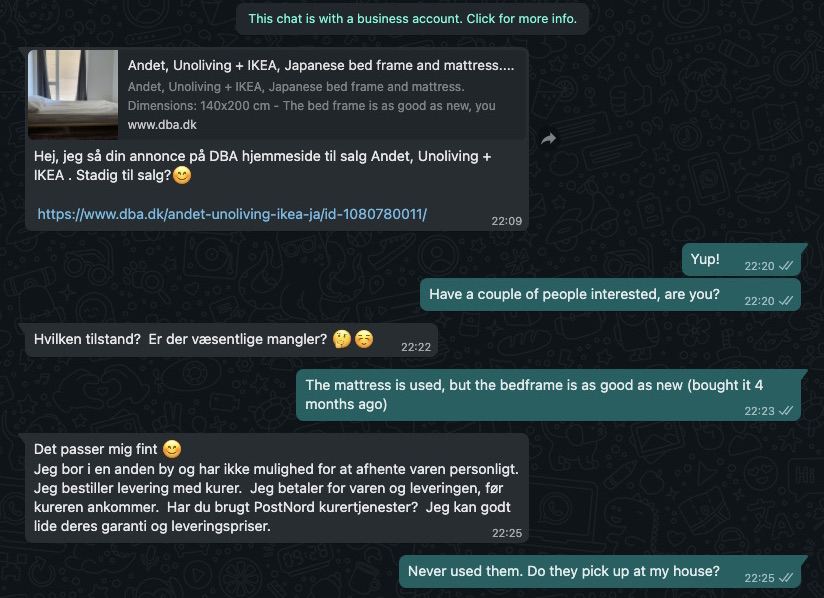 This chat is with a business account. Click for more info.
Andet, Unoliving + IKEA, Japanese bed frame and mattress....
Andet, Unoliving + IKEA, Japanese bed frame and mattress.
Dimensions: 140x200 cm - The bed frame is as good as new, you
www.dba.dk
Hej, jeg så din annonce på DBA hjemmeside til salg Andet, Unoliving +
IKEA . Stadig til salg?😊
https://www.dba.dk/andet-unoliving-ikea-ja/id-1080780011/
22:09
Yup!
22:20
Have a couple of people interested, are you?
22:20
Hvilken tilstand?  Er der væsentlige mangler? 🤔☺️
22:22
The mattress is used, but the bedframe is as good as new (bought it 4
months ago)
22:23
Det passer mig fint 😊
Jeg bor i en anden by og har ikke mulighed for at afhente varen personligt.
Jeg bestiller levering med kurer.  Jeg betaler for varen og leveringen, før
kureren ankommer.  Har du brugt PostNord kurertjenester?  Jeg kan godt
lide deres garanti og leveringspriser.
22:25
Never used them. Do they pick up at my house?
22:25